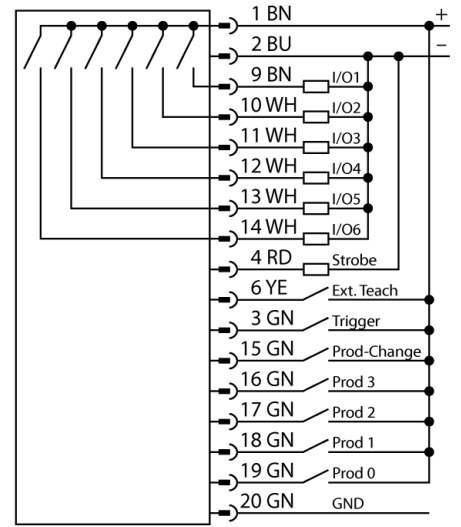 1 BN +
2 BU –
9 BN I/O1
10 WH I/O2
11 WH I/O3
12 WH I/O4
13 WH I/O5
14 WH I/O6
4 RD Strobe
6 YE Ext. Teach
3 GN Trigger
15 GN Prod-Change
16 GN Prod 3
17 GN Prod 2
18 GN Prod 1
19 GN Prod 0
20 GN GND